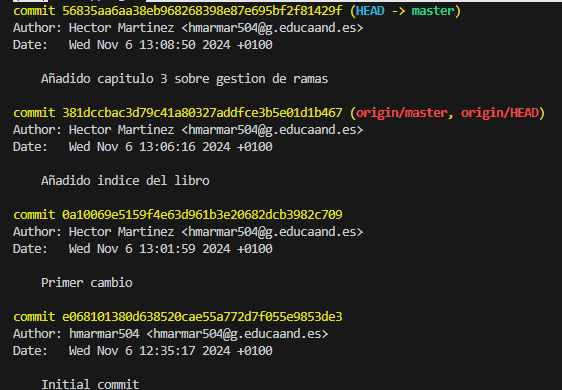 commit 56835aa6aa38eb968268398e87e695bf2f81429f (HEAD -> master)
Author: Hector Martinez <hmarmar504@g.educaand.es>
Date:   Wed Nov 6 13:08:50 2024 +0100
Añadido capitulo 3 sobre gestion de ramas
commit 381dccbac3d79c41a80327addfce3b5e01d1b467 (origin/master, origin/HEAD)
Author: Hector Martinez <hmarmar504@g.educaand.es>
Date:   Wed Nov 6 13:06:16 2024 +0100
Añadido indice del libro
commit 0a10069e5159f4e63d961b3e20682dcb3982c709
Author: Hector Martinez <hmarmar504@g.educaand.es>
Date:   Wed Nov 6 13:01:59 2024 +0100
Primer cambio
commit e068101380d638520cae55a772d7f055e9853de3
Author: hmarmar504 <hmarmar504@g.educaand.es>
Date:   Wed Nov 6 12:35:17 2024 +0100
Initial commit